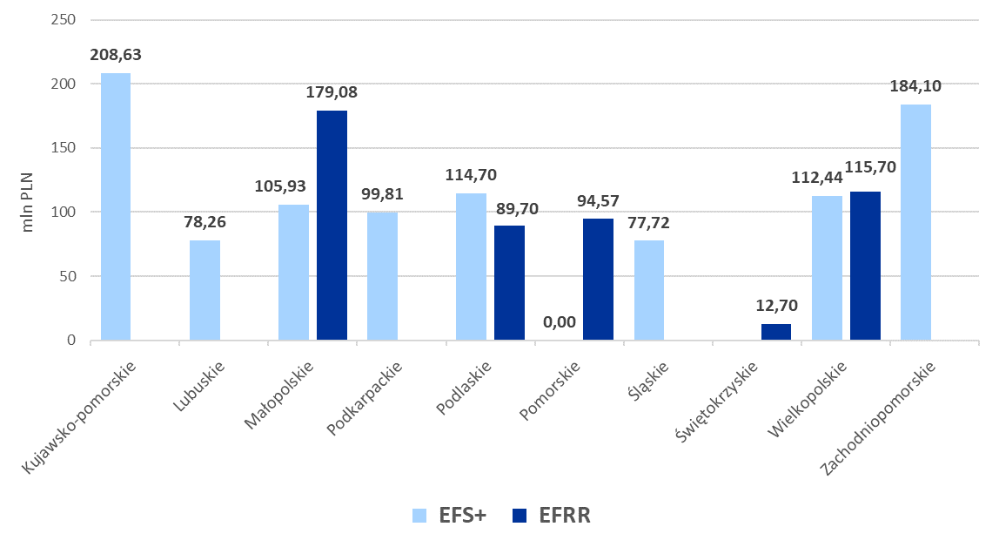 250
208,63
200
179,08
184,10
150
105,93
99,81
114,70
112,44
115,70
mln PLN
100
78,26
89,70
94,57
77,72
50
0,00
12,70
0
Kujawsko-pomorskie
Lubuskie
Małopolskie
Podkarpackie
Podlaskie
Pomorskie
Śląskie
Świętokrzyskie
Wielkopolskie
Zachodniopomorskie
EFS+
EFRR